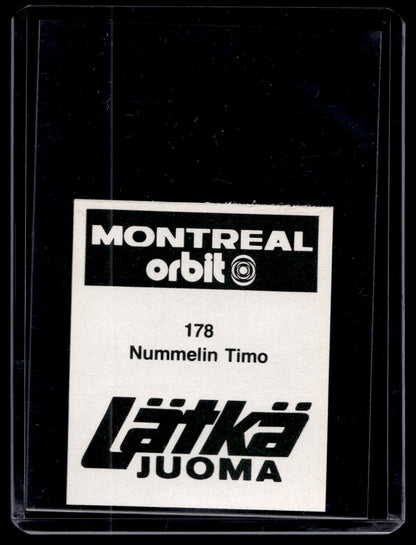 MONTREAL
orbit
178
Nummelin Timo
Lätkä
JUOMA